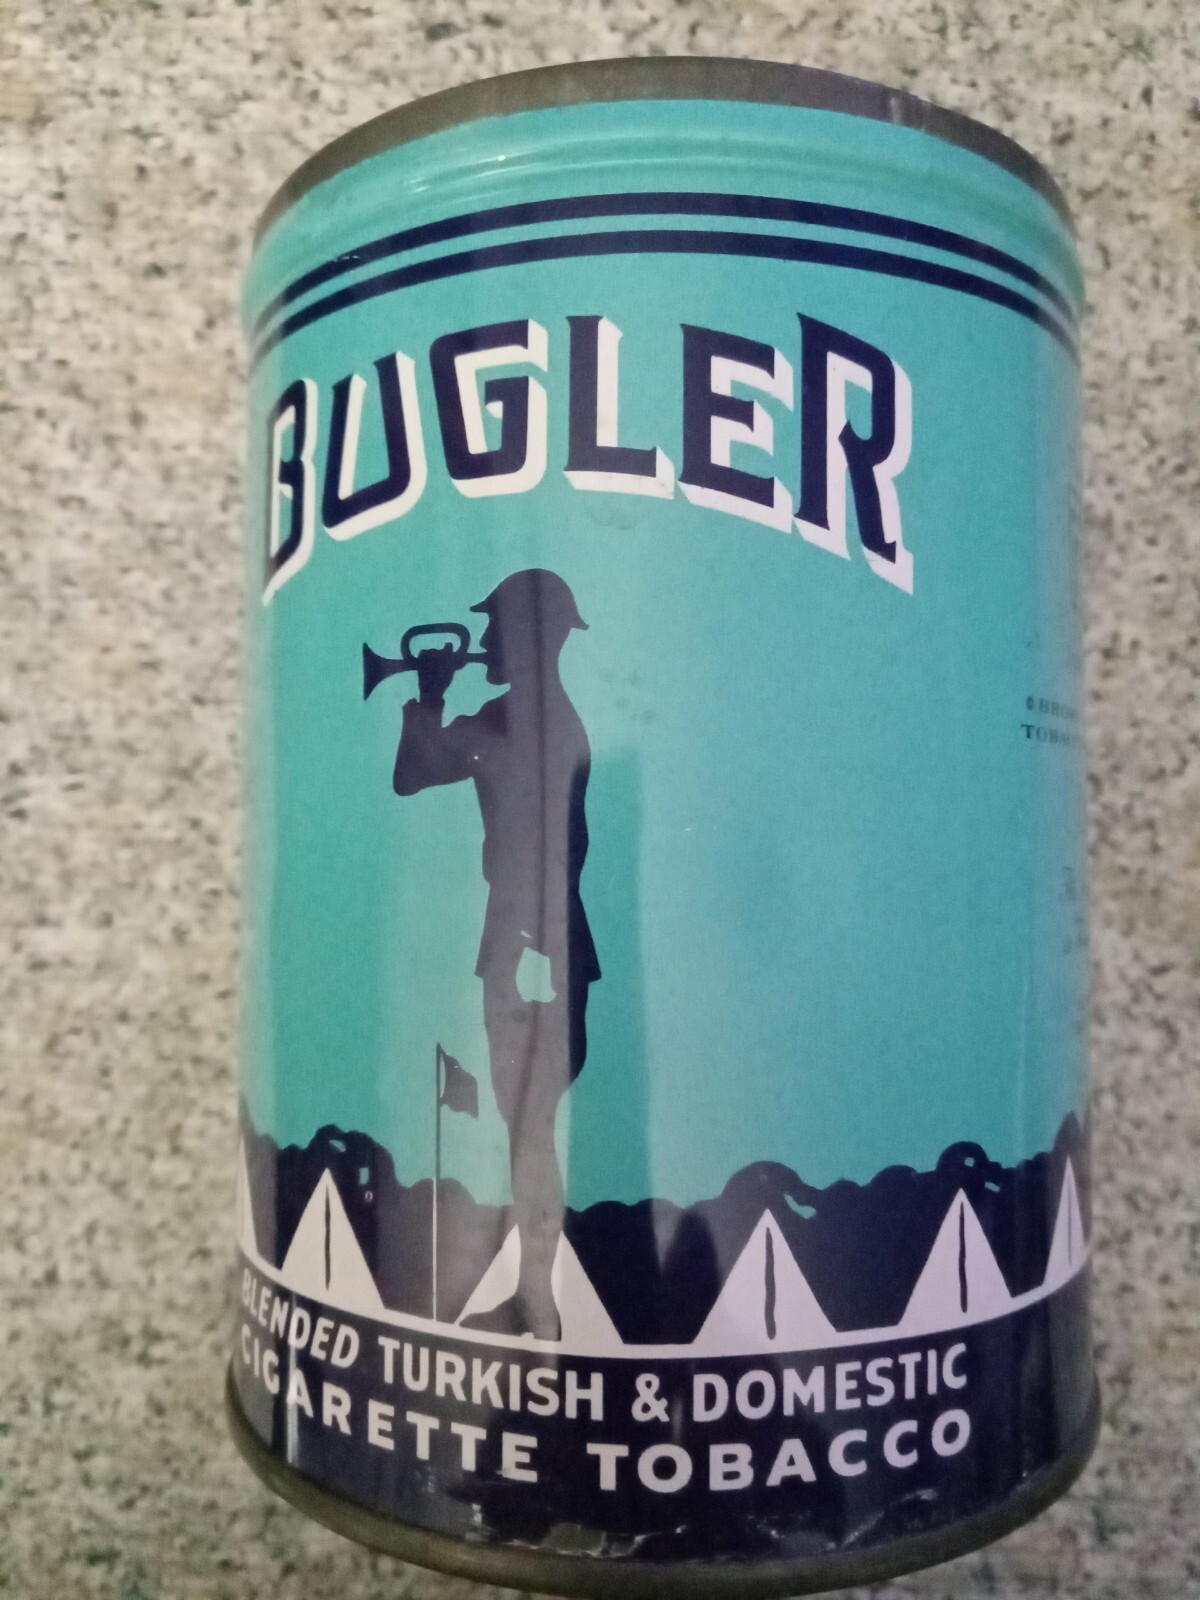 BUGLER
BLENDED TURKISH & DOMESTIC
CIGARETTE TOBACCO